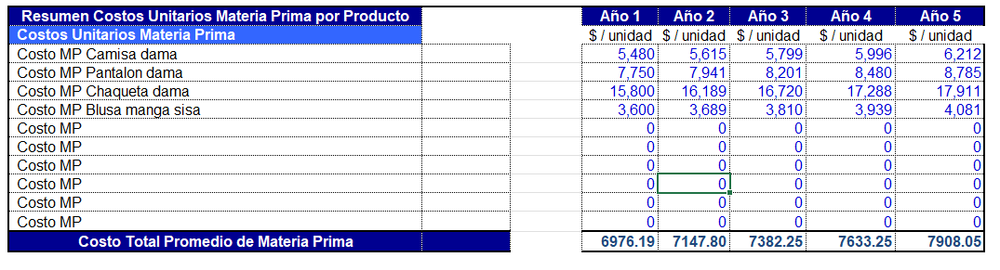 Resumen Costos Unitarios Materia Prima por Producto Año 1 Año 2 Año 3 Año 4 Año 5
Costos Unitarios Materia Prima $ / unidad $ / unidad $ / unidad $ / unidad $ / unidad
Costo MP Camisa dama 5,480 5,615 5,799 5,996 6,212
Costo MP Pantalon dama 7,750 7,941 8,201 8,480 8,785
Costo MP Chaqueta dama 15,800 16,189 16,720 17,288 17,911
Costo MP Blusa manga sisa 3,600 3,689 3,810 3,939 4,081
Costo MP 0 0 0 0 0
Costo MP 0 0 0 0 0
Costo MP 0 0 0 0 0
Costo MP 0 0 0 0 0
Costo MP 0 0 0 0 0
Costo MP 0 0 0 0 0
Costo Total Promedio de Materia Prima 6976.19 7147.80 7382.25 7633.25 7908.05